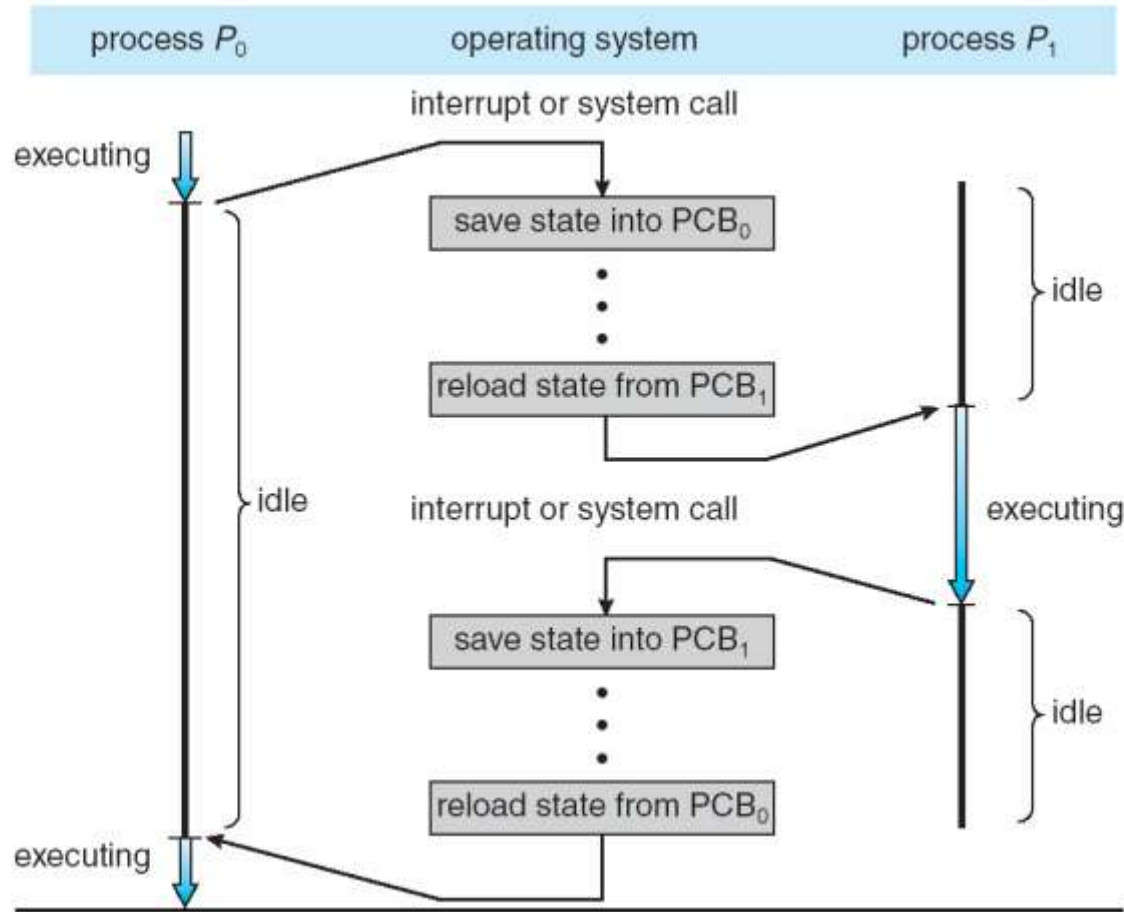 process P₀ operating system process P₁
interrupt or system call
executing
save state into PCB₀
idle
reload state from PCB₁
idle
interrupt or system call
executing
save state into PCB₁
idle
reload state from PCB₀
executing